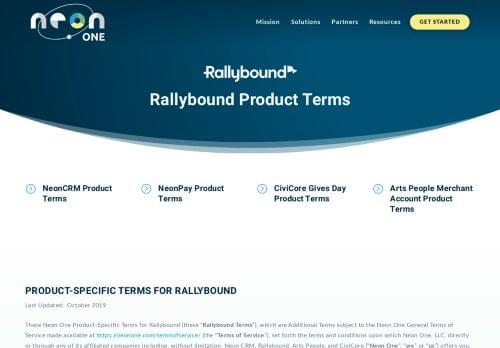 neon ONE
Mission Solutions Partners Resources GET STARTED
Rallybound
Rallybound Product Terms
NeonCRM Product Terms
NeonPay Product Terms
CiviCore Gives Day Product Terms
Arts People Merchant Account Product Terms
PRODUCT-SPECIFIC TERMS FOR RALLYBOUND
Last Updated: October 2019
These Neon One Product-Specific Terms for Rallybound (these "Rallybound Terms"), which are Additional Terms subject to the Neon One General Terms of
Service made available at https://neonone.com/termsofservice/ (the "Terms of Service"), set forth the terms and conditions upon which Neon One, LLC, directly
or through any of its affiliated companies including, without limitation, Neon CRM, Rallybound, Arts People, and CiviCore ("Neon One", "we" or "us") offers you,